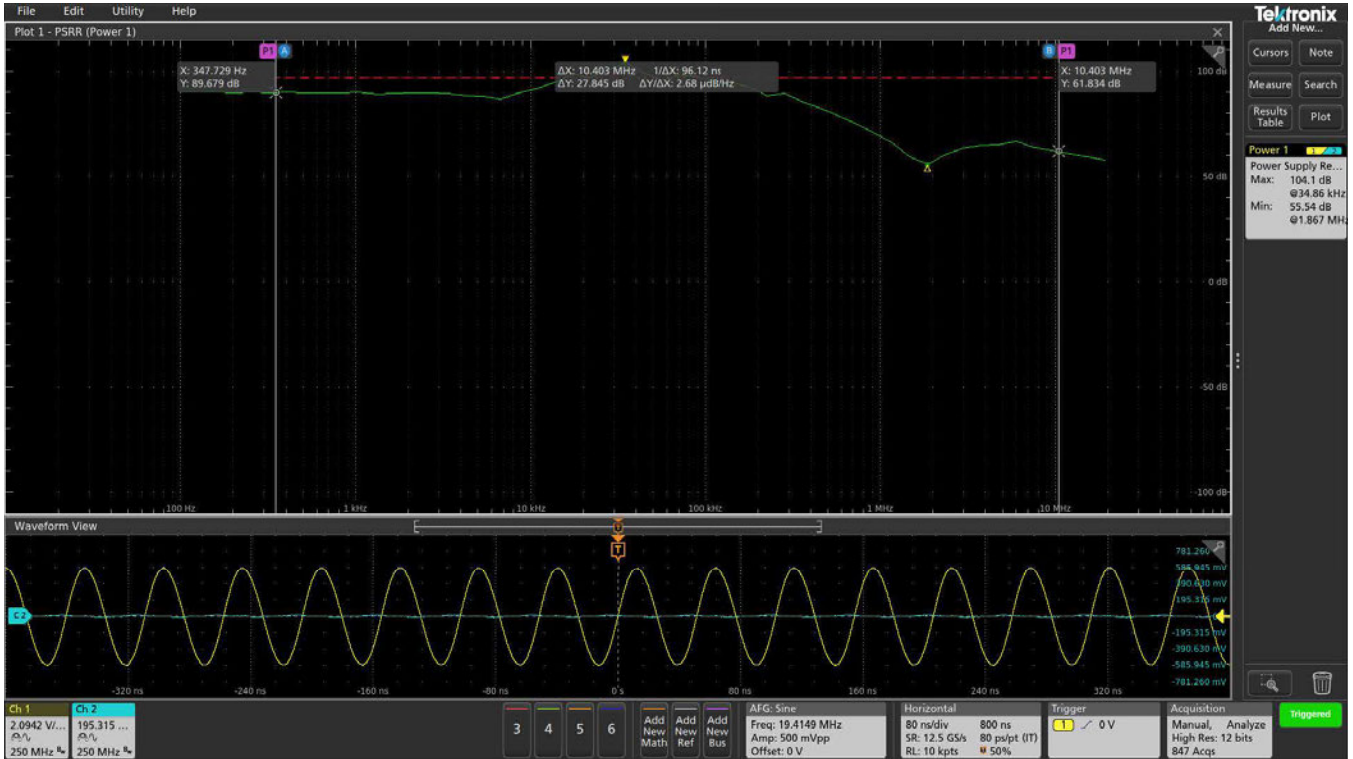 File Edit Utility Help
Tektronix
Add New...
Plot 1 - PSRR (Power 1)
P1 A
B P1
X: 347.729 Hz
Y: 89.679 dB
ΔX: 10.403 MHz 1/ΔX: 96.12 ns
ΔY: 27.845 dB ΔY/ΔX: 2.68 µdB/Hz
X: 10.403 MHz
Y: 61.834 dB
100 dB
50 dB
0 dB
-50 dB
-100 dB
100 Hz 1 kHz 10 kHz 100 kHz 1 MHz 10 MHz
Cursors Note
Measure Search
Results Table Plot
Power 1 1 2
Power Supply Re...
Max: 104.1 dB
@34.86 kHz
Min: 55.54 dB
@1.867 MHz
Waveform View
T
781.260
585.945 mV
390.630 mV
195.315 mV
C2
-195.315 mV
-390.630 mV
-585.945 mV
-781.260 mV
-320 ns -240 ns -160 ns -80 ns 0 s 80 ns 160 ns 240 ns 320 ns
Ch 1
2.0942 V/...
250 MHz
Ch 2
195.315 ...
250 MHz
3 4 5 6
Add New Math
Add New Ref
Add New Bus
AFG: Sine
Freq: 19.4149 MHz
Amp: 500 mVpp
Offset: 0 V
Horizontal
80 ns/div 800 ns
SR: 12.5 GS/s 80 ps/pt (IT)
RL: 10 kpts 50%
Trigger
1 0 V
Acquisition
Manual, Analyze
High Res: 12 bits
847 Acqs
Triggered